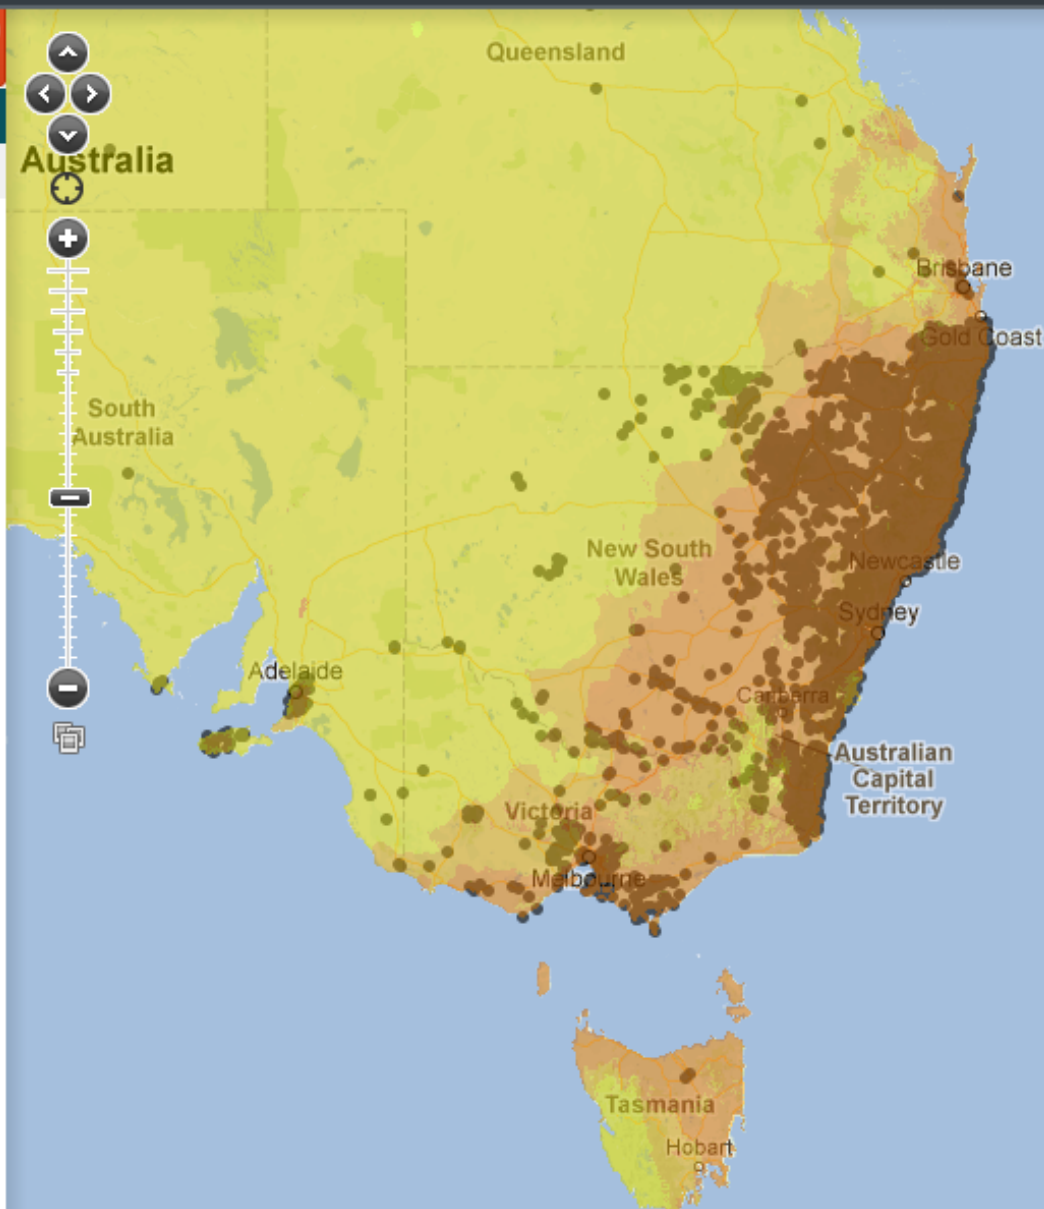 Queensland
Australia
Brisbane
Gold Coast
South
Australia
New South
Wales
Newcastle
Sydney
Adelaide
Canberra
Australian
Capital
Territory
Victoria
Melbourne
Tasmania
Hobart